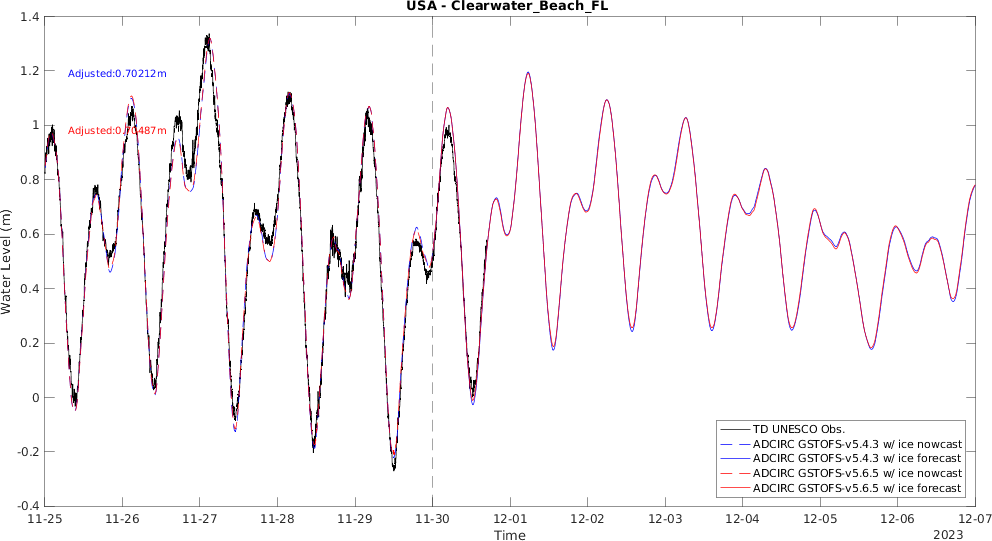 USA - Clearwater_Beach_FL
1.4
1.2
1
0.8
0.6
0.4
0.2
0
-0.2
-0.4
Water Level (m)
Adjusted:0.70212m
Adjusted:0.70487m
TD UNESCO Obs.
ADCIRC GSTOFS-v5.4.3 w/ ice nowcast
ADCIRC GSTOFS-v5.4.3 w/ ice forecast
ADCIRC GSTOFS-v5.6.5 w/ ice nowcast
ADCIRC GSTOFS-v5.6.5 w/ ice forecast
11-25 11-26 11-27 11-28 11-29 11-30 12-01 12-02 12-03 12-04 12-05 12-06 12-07
Time
2023